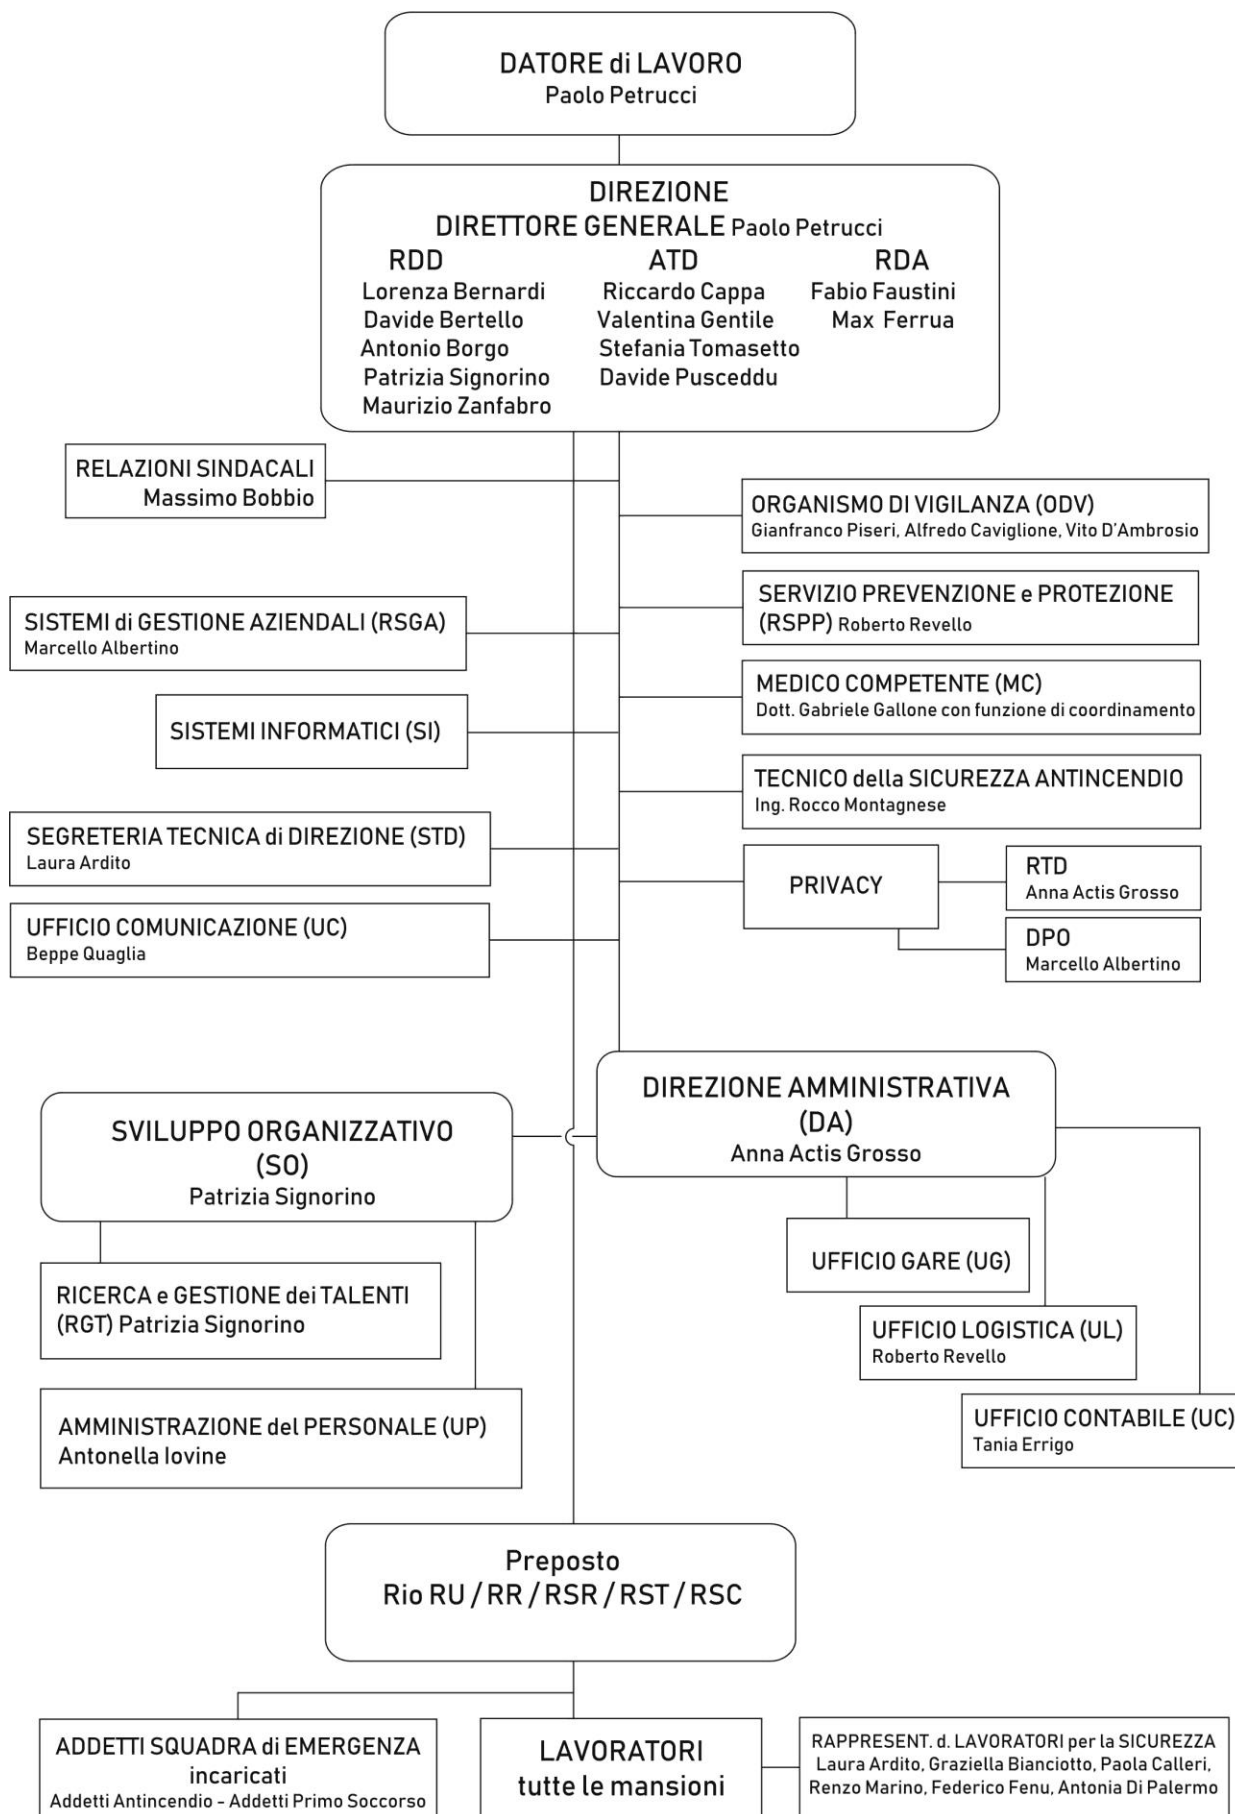 DATORE di LAVORO
Paolo Petrucci
DIREZIONE
DIRETTORE GENERALE Paolo Petrucci
RDD
Lorenza Bernardi
Davide Bertello
Antonio Borgo
Patrizia Signorino
Maurizio Zanfabro
ATD
Riccardo Cappa
Valentina Gentile
Stefania Tomasetto
Davide Pusceddu
RDA
Fabio Faustini
Max Ferrua
RELAZIONI SINDACALI
Massimo Bobbio
ORGANISMO DI VIGILANZA (ODV)
Gianfranco Piseri, Alfredo Caviglione, Vito D'Ambrosio
SISTEMI di GESTIONE AZIENDALI (RSGA)
Marcello Albertino
SERVIZIO PREVENZIONE e PROTEZIONE
(RSPP) Roberto Revello
SISTEMI INFORMATICI (SI)
MEDICO COMPETENTE (MC)
Dott. Gabriele Gallone con funzione di coordinamento
TECNICO della SICUREZZA ANTINCENDIO
Ing. Rocco Montagnese
SEGRETERIA TECNICA di DIREZIONE (STD)
Laura Ardito
PRIVACY
RTD
Anna Actis Grosso
UFFICIO COMUNICAZIONE (UC)
Beppe Quaglia
DPO
Marcello Albertino
DIREZIONE AMMINISTRATIVA
(DA)
Anna Actis Grosso
SVILUPPO ORGANIZZATIVO
(SO)
Patrizia Signorino
UFFICIO GARE (UG)
RICERCA e GESTIONE dei TALENTI
(RGT) Patrizia Signorino
UFFICIO LOGISTICA (UL)
Roberto Revello
AMMINISTRAZIONE del PERSONALE (UP)
Antonella Iovine
UFFICIO CONTABILE (UC)
Tania Errigo
Preposto
Rio RU / RR / RSR / RST / RSC
ADDETTI SQUADRA di EMERGENZA
incaricati
Addetti Antincendio - Addetti Primo Soccorso
LAVORATORI
tutte le mansioni
RAPPRESENT. d. LAVORATORI per la SICUREZZA
Laura Ardito, Graziella Bianciotto, Paola Calleri,
Renzo Marino, Federico Fenu, Antonia Di Palermo